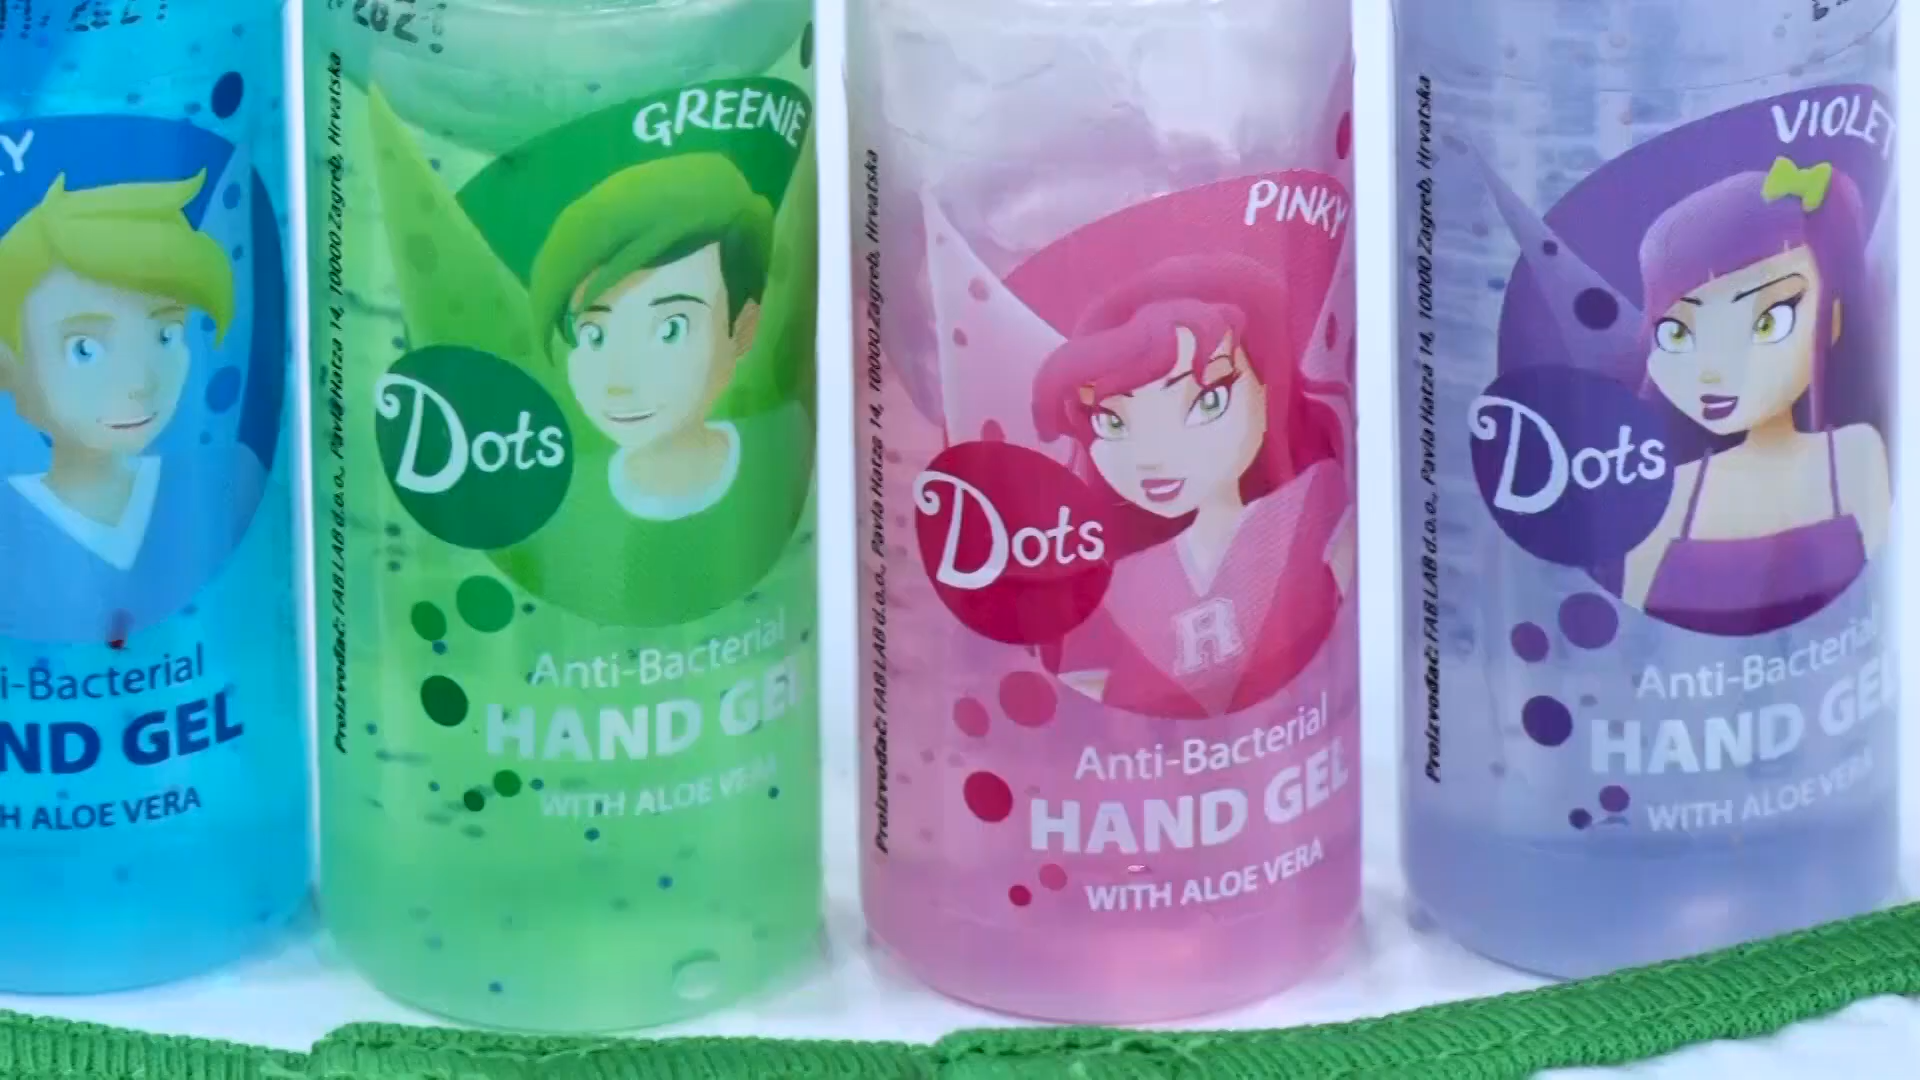 Y
i-Bacterial
ND GEL
H ALOE VERA
GREENIE
Dots
Anti-Bacterial
HAND GEL
WITH ALOE VERA
Proizvođač: FAB LAB d.o.o., Pavla Hatza 14, 10000 Zagreb, Hrvatska
PINKY
Dots
Anti-Bacterial
HAND GEL
WITH ALOE VERA
Proizvođač: FAB LAB d.o.o., Pavla Hatza 14, 10000 Zagreb, Hrvatska
R
VIOLET
Dots
Anti-Bacterial
HAND GEL
WITH ALOE VERA
Proizvođač: FAB LAB d.o.o., Pavla Hatza 14, 10000 Zagreb, Hrvatska